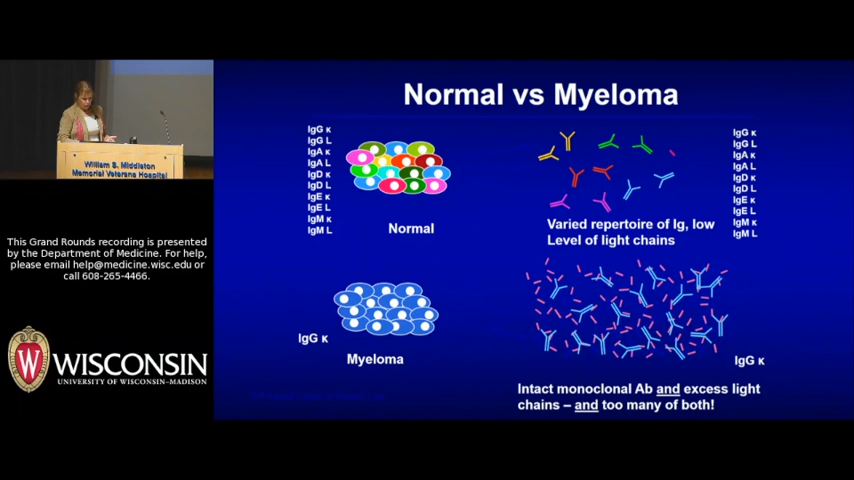 Normal vs Myeloma
IgG κ
IgG L
IgA κ
IgA L
IgD κ
IgD L
IgE κ
IgE L
IgM κ
IgM L
Normal
IgG κ
IgG L
IgA κ
IgA L
IgD κ
IgD L
IgE κ
IgE L
IgM κ
IgM L
Varied repertoire of Ig, low
Level of light chains
IgG κ
Myeloma
IgG κ
Intact monoclonal Ab and excess light
chains – and too many of both!
William S. Middleton
Memorial Veterans Hospital
This Grand Rounds recording is presented
by the Department of Medicine. For help,
please email help@medicine.wisc.edu or
call 608-265-4466.
WISCONSIN
UNIVERSITY OF WISCONSIN–MADISON